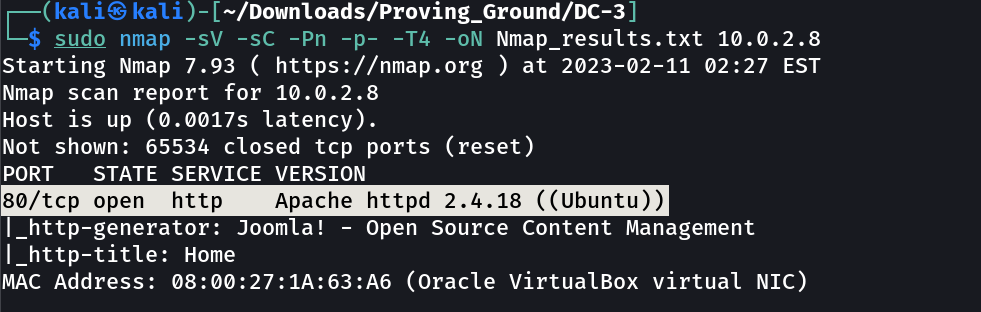 ┌──(kali㉿kali)-[~/Downloads/Proving_Ground/DC-3]
└─$ sudo nmap -sV -sC -Pn -p- -T4 -oN Nmap_results.txt 10.0.2.8
Starting Nmap 7.93 ( https://nmap.org ) at 2023-02-11 02:27 EST
Nmap scan report for 10.0.2.8
Host is up (0.0017s latency).
Not shown: 65534 closed tcp ports (reset)
PORT   STATE SERVICE VERSION
80/tcp open  http    Apache httpd 2.4.18 ((Ubuntu))
|_http-generator: Joomla! - Open Source Content Management
|_http-title: Home
MAC Address: 08:00:27:1A:63:A6 (Oracle VirtualBox virtual NIC)